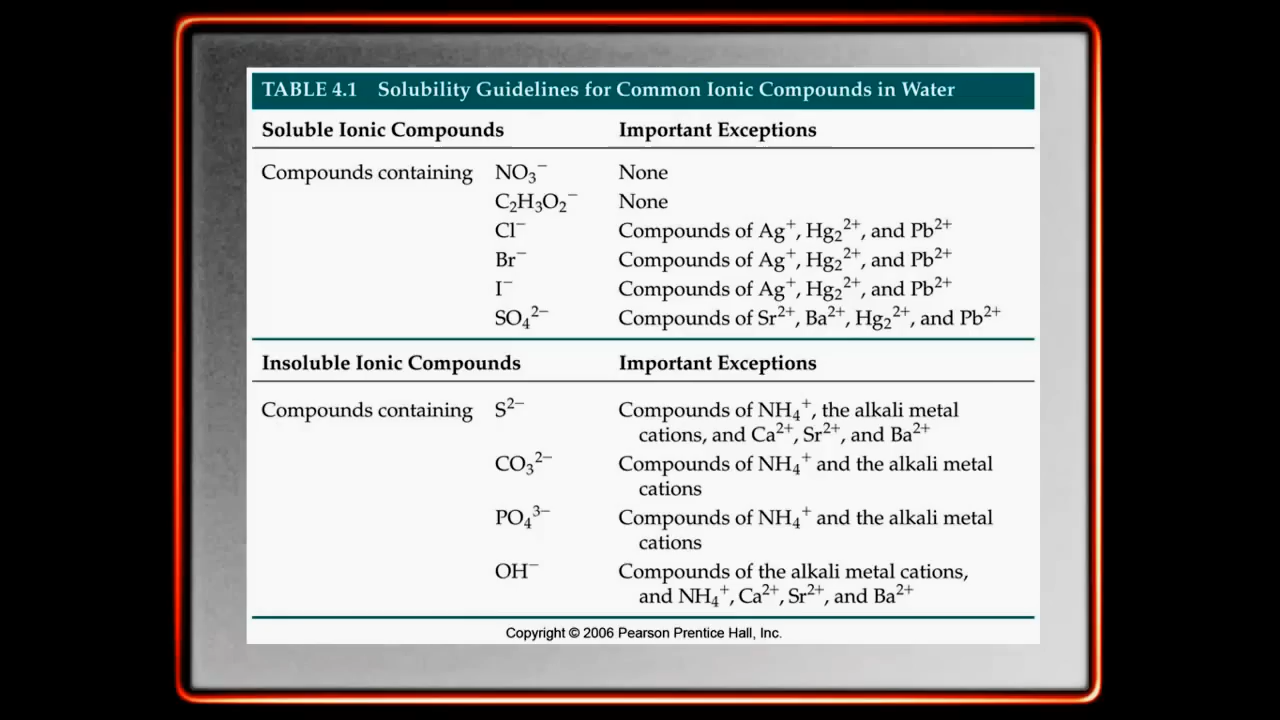 TABLE 4.1 Solubility Guidelines for Common Ionic Compounds in Water
Soluble Ionic Compounds Important Exceptions
Compounds containing NO₃⁻ None
C₂H₃O₂⁻ None
Cl⁻ Compounds of Ag⁺, Hg₂²⁺, and Pb²⁺
Br⁻ Compounds of Ag⁺, Hg₂²⁺, and Pb²⁺
I⁻ Compounds of Ag⁺, Hg₂²⁺, and Pb²⁺
SO₄²⁻ Compounds of Sr²⁺, Ba²⁺, Hg₂²⁺, and Pb²⁺
Insoluble Ionic Compounds Important Exceptions
Compounds containing S²⁻ Compounds of NH₄⁺, the alkali metal
cations, and Ca²⁺, Sr²⁺, and Ba²⁺
CO₃²⁻ Compounds of NH₄⁺ and the alkali metal
cations
PO₄³⁻ Compounds of NH₄⁺ and the alkali metal
cations
OH⁻ Compounds of the alkali metal cations,
and NH₄⁺, Ca²⁺, Sr²⁺, and Ba²⁺
Copyright © 2006 Pearson Prentice Hall, Inc.